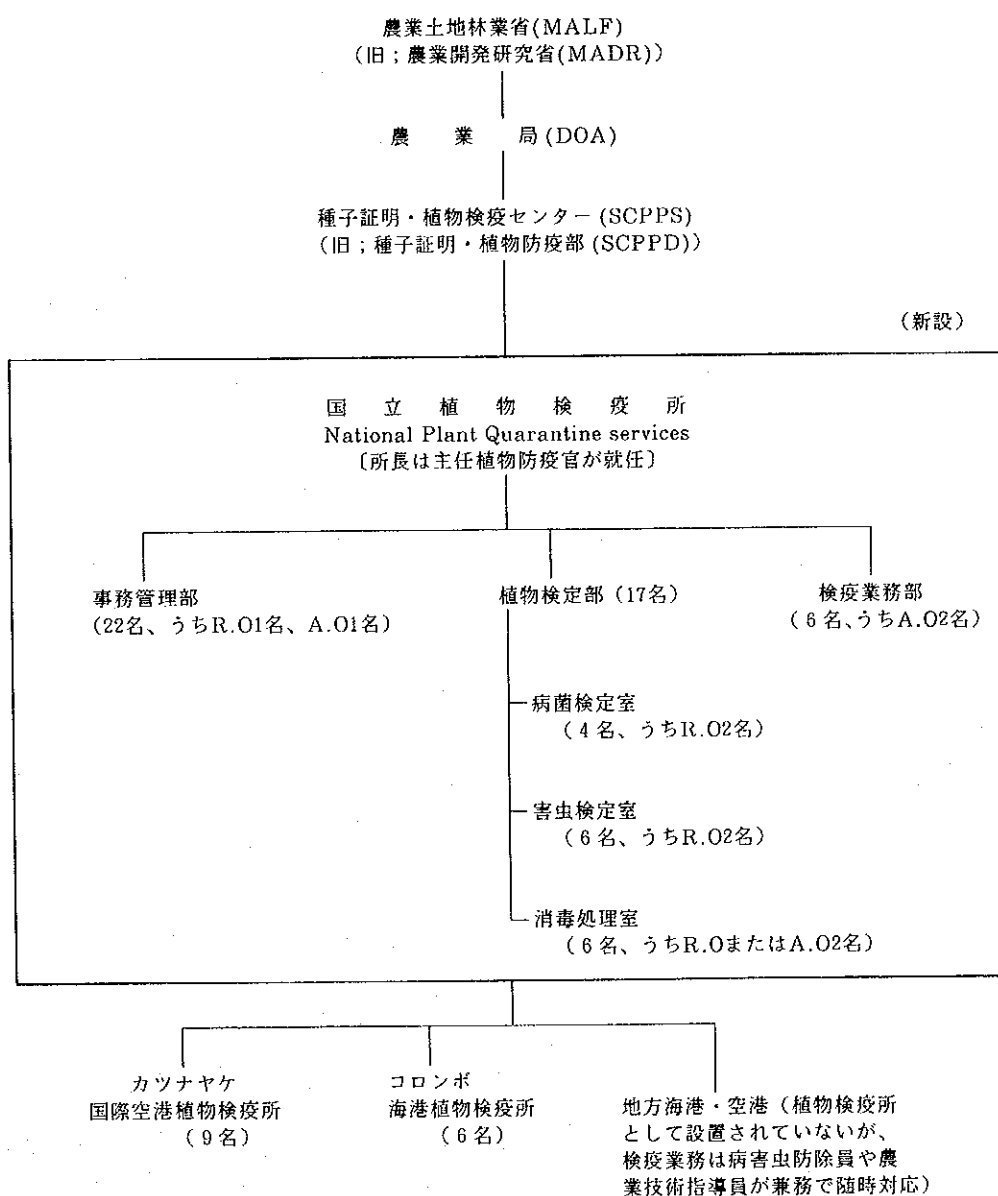 農業土地林業省(MALF)
(旧;農業開発研究省(MADR))
農業局(DOA)
種子証明・植物検疫センター(SCPPS)
(旧;種子証明・植物防疫部(SCPPD))
(新設)
国立植物検疫所
National Plant Quarantine services
〔所長は主任植物防疫官が就任〕
事務管理部
(22名、うちR.O1名、A.O1名)
植物検定部(17名)
検疫業務部
(6名、うちA.O2名)
病菌検定室
(4名、うちR.O2名)
害虫検定室
(6名、うちR.O2名)
消毒処理室
(6名、うちR.OまたはA.O2名)
カツナヤケ
国際空港植物検疫所
(9名)
コロンボ
海港植物検疫所
(6名)
地方海港・空港(植物検疫所
として設置されていないが、
検疫業務は病害虫防除員や農
業技術指導員が兼務で随時対応)